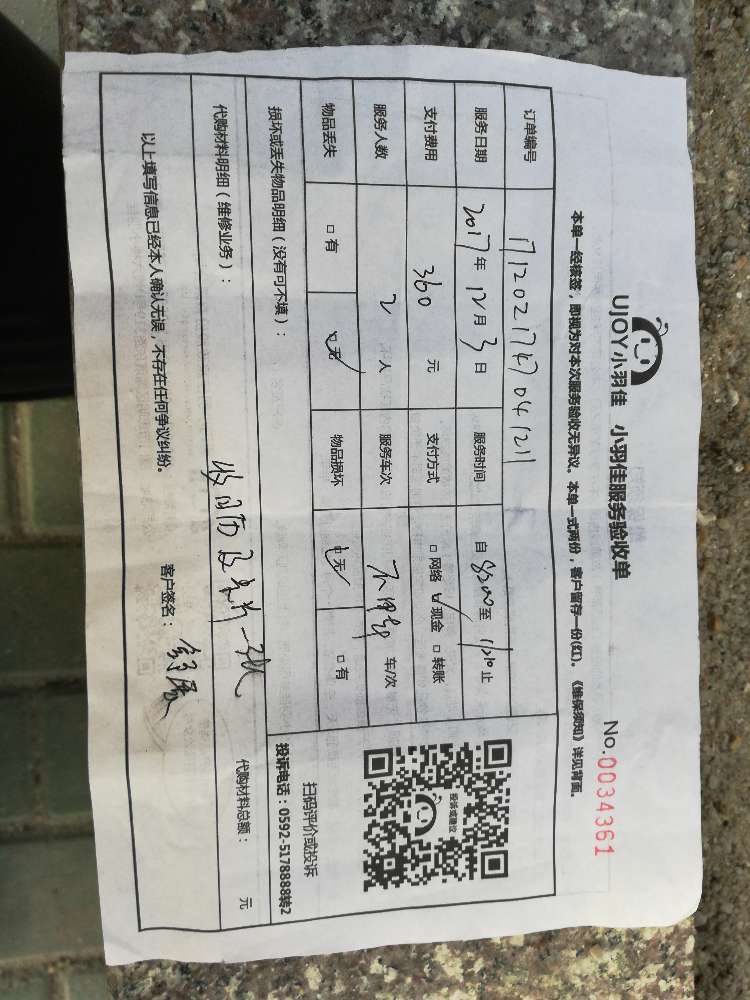 UJOY小羽佳 小羽佳服务验收单
No.0034361
本单一经核签，即视为对本次服务验收无异议。本单一式两份，客户留存一份(红)。《维保须知》详见背面。
订单编号
服务日期 2017年 12月 3日 服务时间 自 8:00至 11:10止
支付费用 360 元 支付方式 □ 网络 ☑ 现金 □ 转账
服务人数 2 人 服务车次 不用车 车/次
物品丢失 □ 有 ☑ 无 物品损坏 ☑ 无 □ 有
损坏或丢失物品明细（没有可不填）：
投诉或建议
扫码评价或投诉
投诉电话：0592-5178888转2
代购材料明细（维修业务）： 代购材料总额： 元
以上填写信息已经本人确认无误，不存在任何争议纠纷。 客户签名：